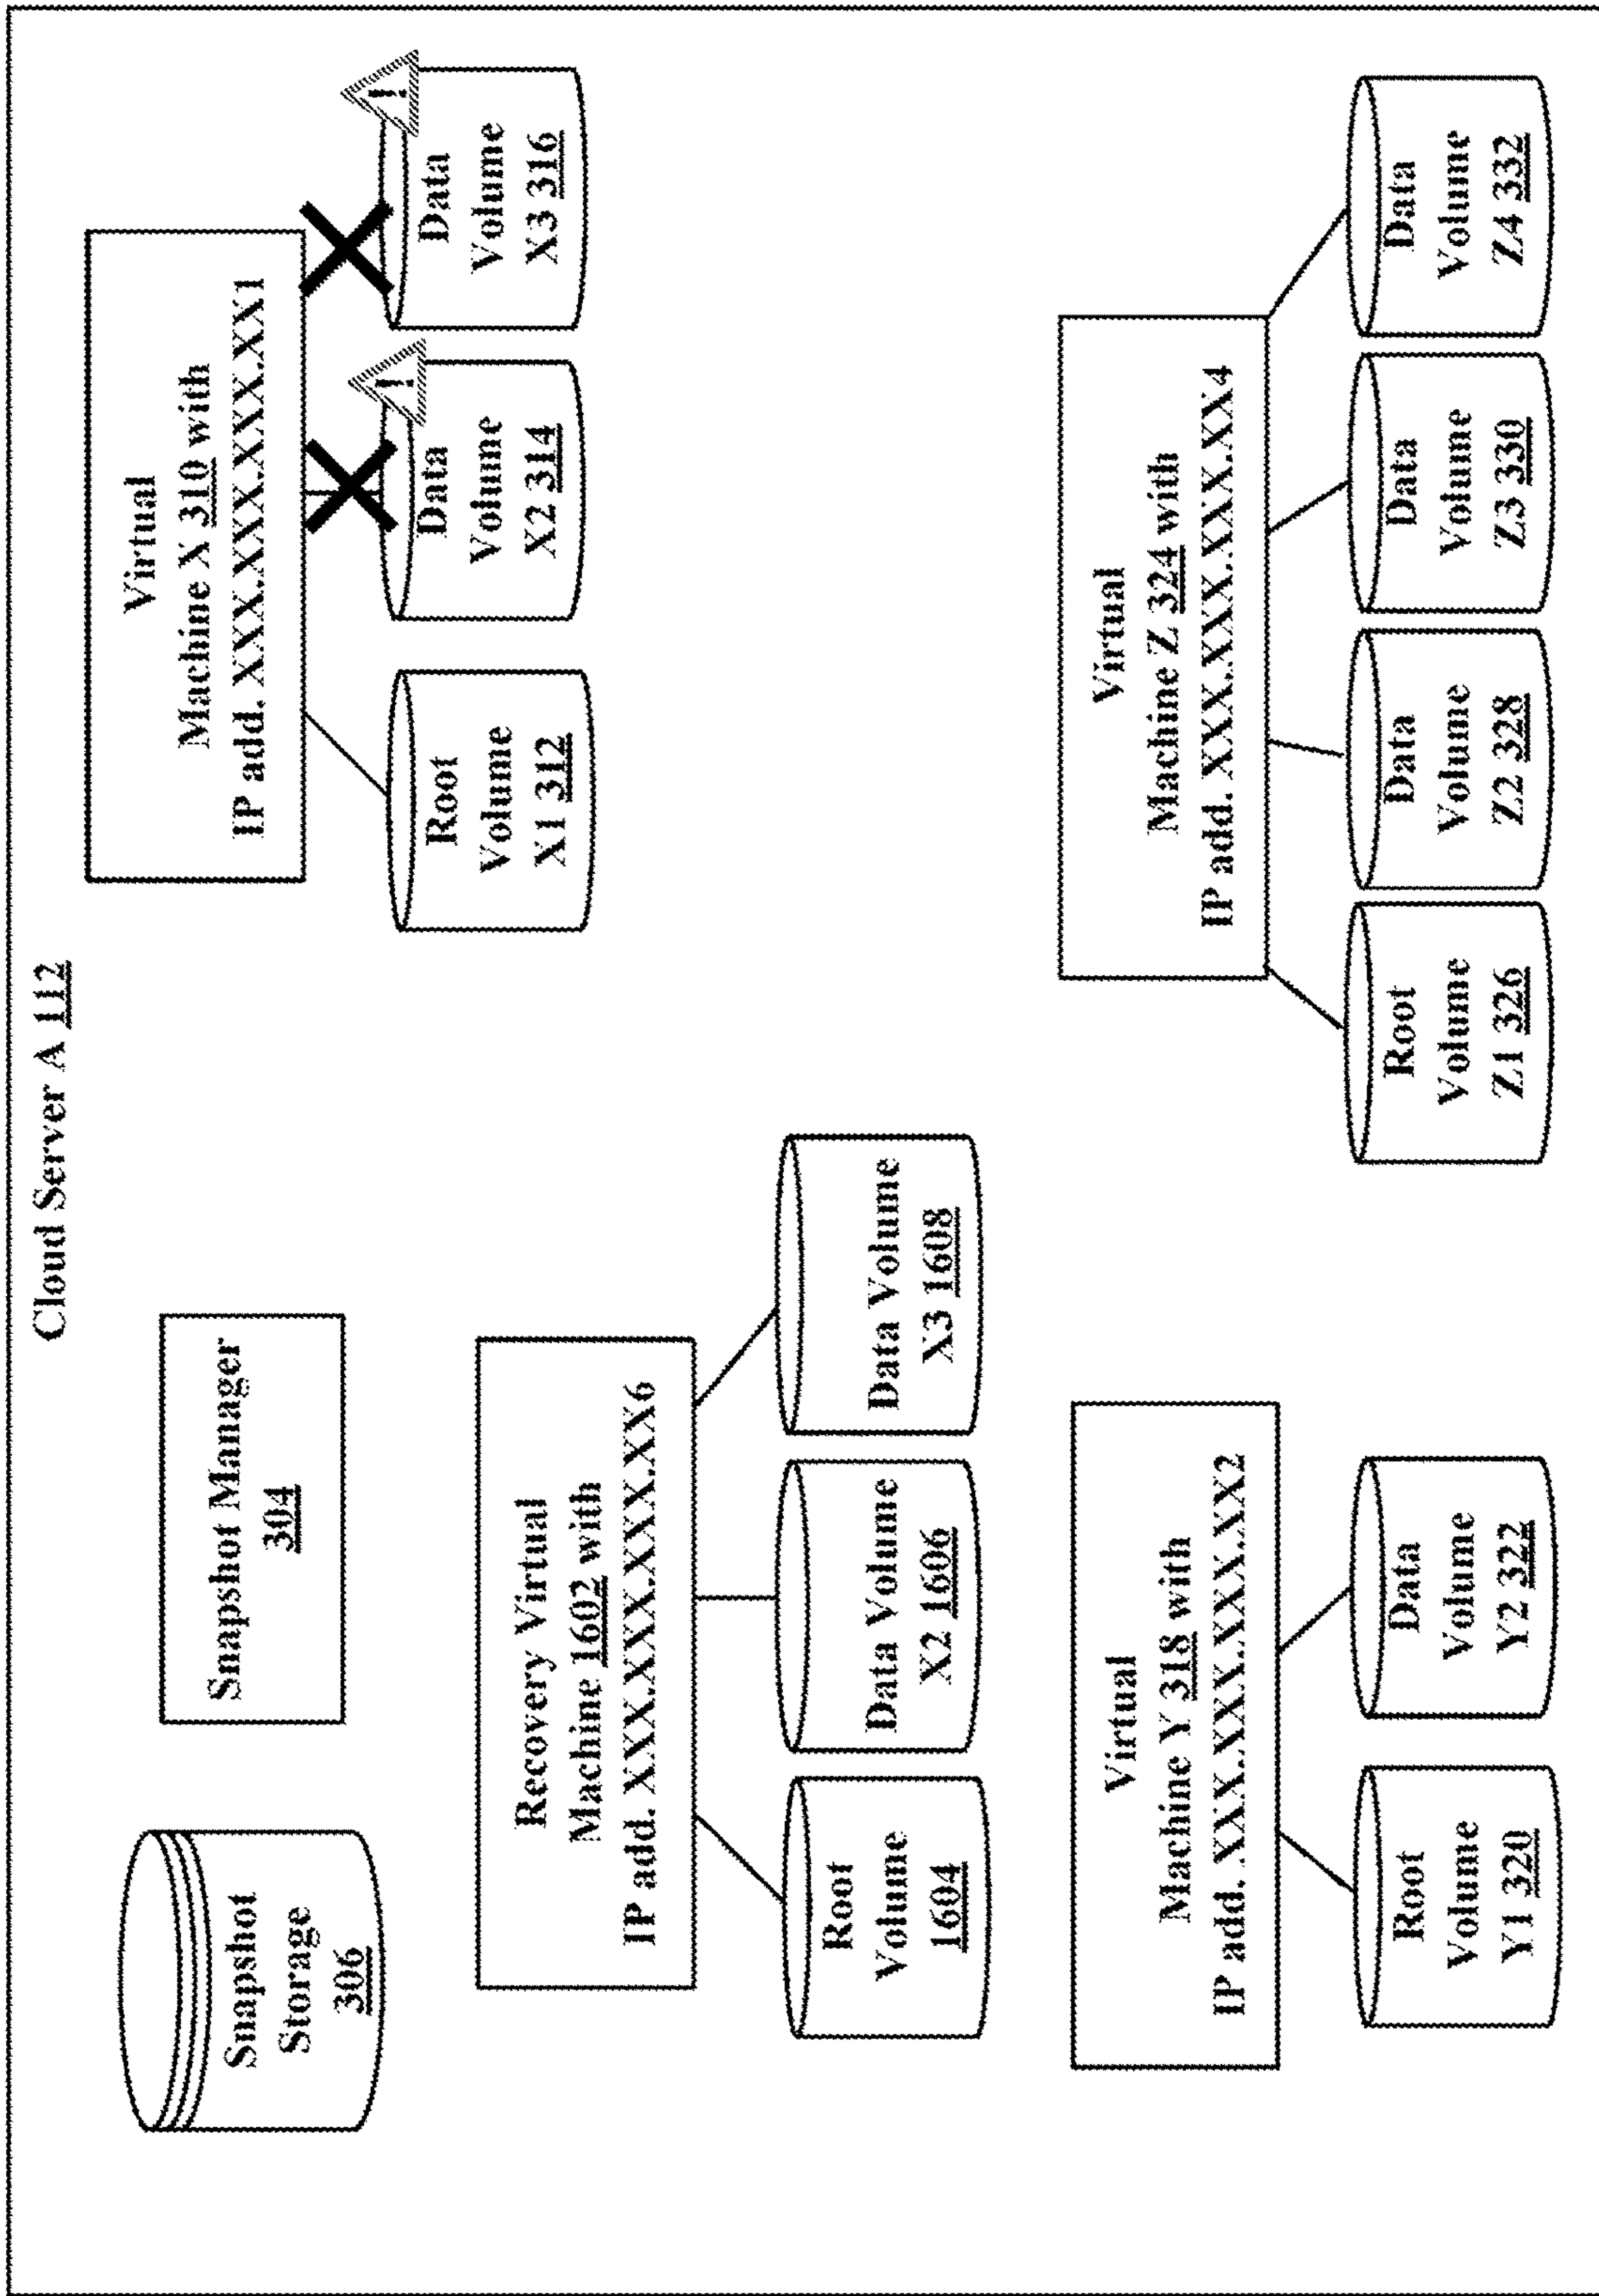 Cloud Server A 112
Snapshot
Storage
306
Snapshot Manager
304
Virtual
Machine X 310 with
IP add. XXX.XXX.XXX.XX1
Root
Volume
X1 312
!
Data
Volume
X2 314
!
Data
Volume
X3 316
Recovery Virtual
Machine 1602 with
IP add. XXX.XXX.XXX.XX6
Root
Volume
1604
Data Volume
X2 1606
Data Volume
X3 1608
Virtual
Machine Y 318 with
IP add. XXX.XXX.XXX.XX2
Root
Volume
Y1 320
Data
Volume
Y2 322
Virtual
Machine Z 324 with
IP add. XXX.XXX.XXX.XX4
Root
Volume
Z1 326
Data
Volume
Z2 328
Data
Volume
Z3 330
Data
Volume
Z4 332